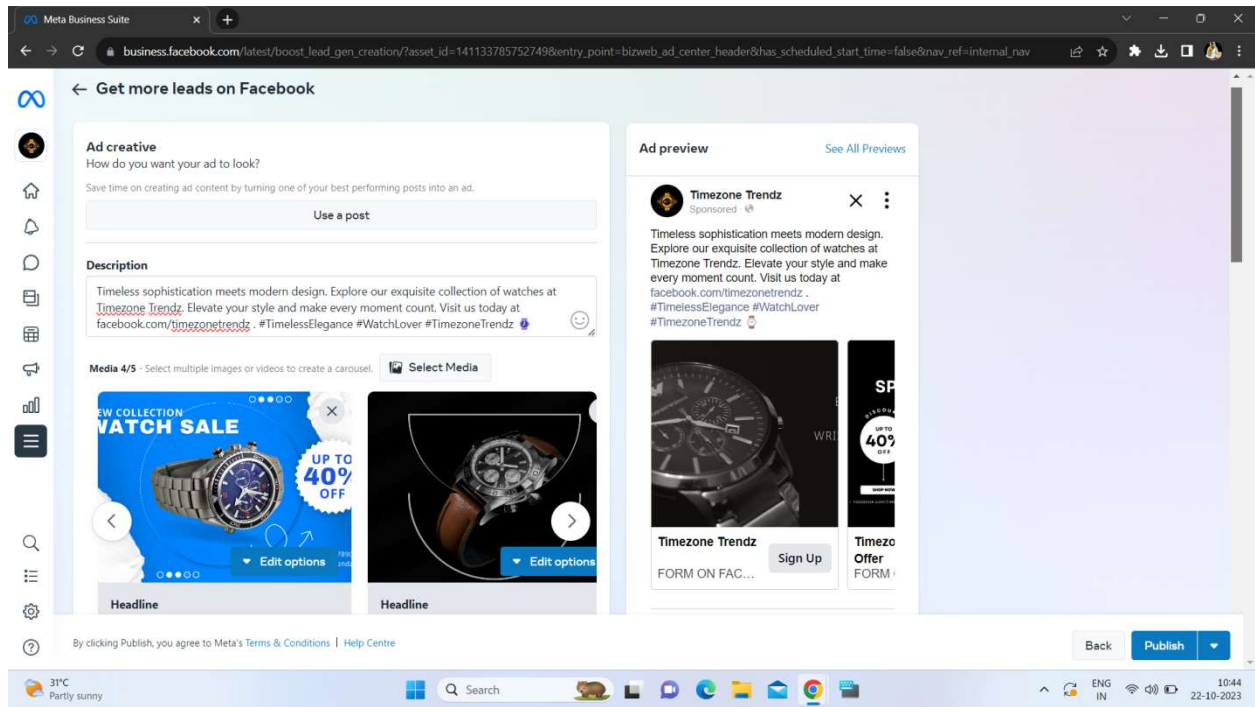 Meta Business Suite
business.facebook.com/latest/boost_lead_gen_creation/?asset_id=141133785752749&entry_point=bizweb_ad_center_header&has_scheduled_start_time=false&nav_ref=internal_nav
Get more leads on Facebook
Ad creative
How do you want your ad to look?
Save time on creating ad content by turning one of your best performing posts into an ad.
Use a post
Description
Timeless sophistication meets modern design. Explore our exquisite collection of watches at
Timezone Trendz. Elevate your style and make every moment count. Visit us today at
facebook.com/timezonetrendz . #TimelessElegance #WatchLover #TimezoneTrendz
Media 4/5 - Select multiple images or videos to create a carousel.
Select Media
EW COLLECTION
WATCH SALE
UP TO
40%
OFF
Edit options
Edit options
Headline
Headline
Ad preview
See All Previews
Timezone Trendz
Sponsored
Timeless sophistication meets modern design.
Explore our exquisite collection of watches at
Timezone Trendz. Elevate your style and make
every moment count. Visit us today at
facebook.com/timezonetrendz .
#TimelessElegance #WatchLover
#TimezoneTrendz
WRI
SP
UP TO
40%
OFF
SHOP NOW
Timezone Trendz
FORM ON FAC...
Sign Up
Timezo
Offer
FORM
By clicking Publish, you agree to Meta's Terms & Conditions | Help Centre
Back
Publish
31°C
Partly sunny
Search
ENG
IN
10:44
22-10-2023